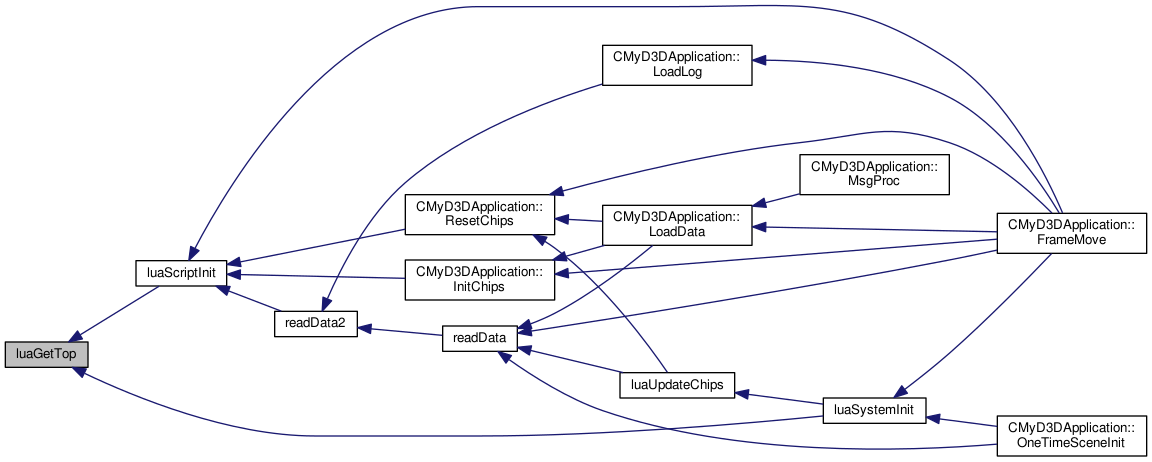 luaGetTop
luaScriptInit
readData2
CMyD3DApplication::
ResetChips
CMyD3DApplication::
InitChips
readData
CMyD3DApplication::
LoadLog
CMyD3DApplication::
LoadData
luaUpdateChips
CMyD3DApplication::
MsgProc
luaSystemInit
CMyD3DApplication::
FrameMove
CMyD3DApplication::
OneTimeSceneInit